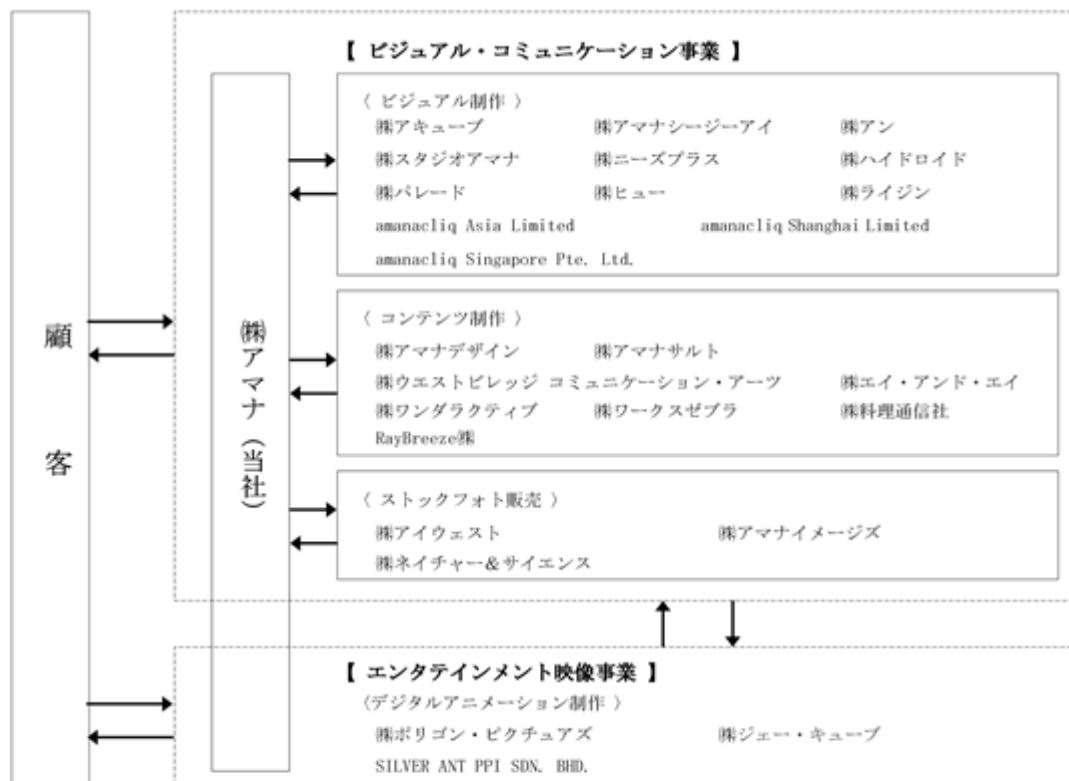 顧客
㈱アマナ（当社）
【 ビジュアル・コミュニケーション事業 】
〈 ビジュアル制作 〉
㈱アキューブ ㈱アマナシージーアイ ㈱アン
㈱スタジオアマナ ㈱ニーズプラス ㈱ハイドロイド
㈱パレード ㈱ヒュー ㈱ライジン
amanacliq Asia Limited amanacliq Shanghai Limited
amanacliq Singapore Pte. Ltd.
〈 コンテンツ制作 〉
㈱アマナデザイン ㈱アマナサルト
㈱ウエストビレッジ コミュニケーション・アーツ ㈱エイ・アンド・エイ
㈱ワンダラクティブ ㈱ワークスゼブラ ㈱料理通信社
RayBreeze㈱
〈 ストックフォト販売 〉
㈱アイウェスト ㈱アマナイメージズ
㈱ネイチャー＆サイエンス
【 エンタテインメント映像事業 】
〈デジタルアニメーション制作 〉
㈱ポリゴン・ピクチュアズ ㈱ジェー・キューブ
SILVER ANT PPI SDN. BHD.